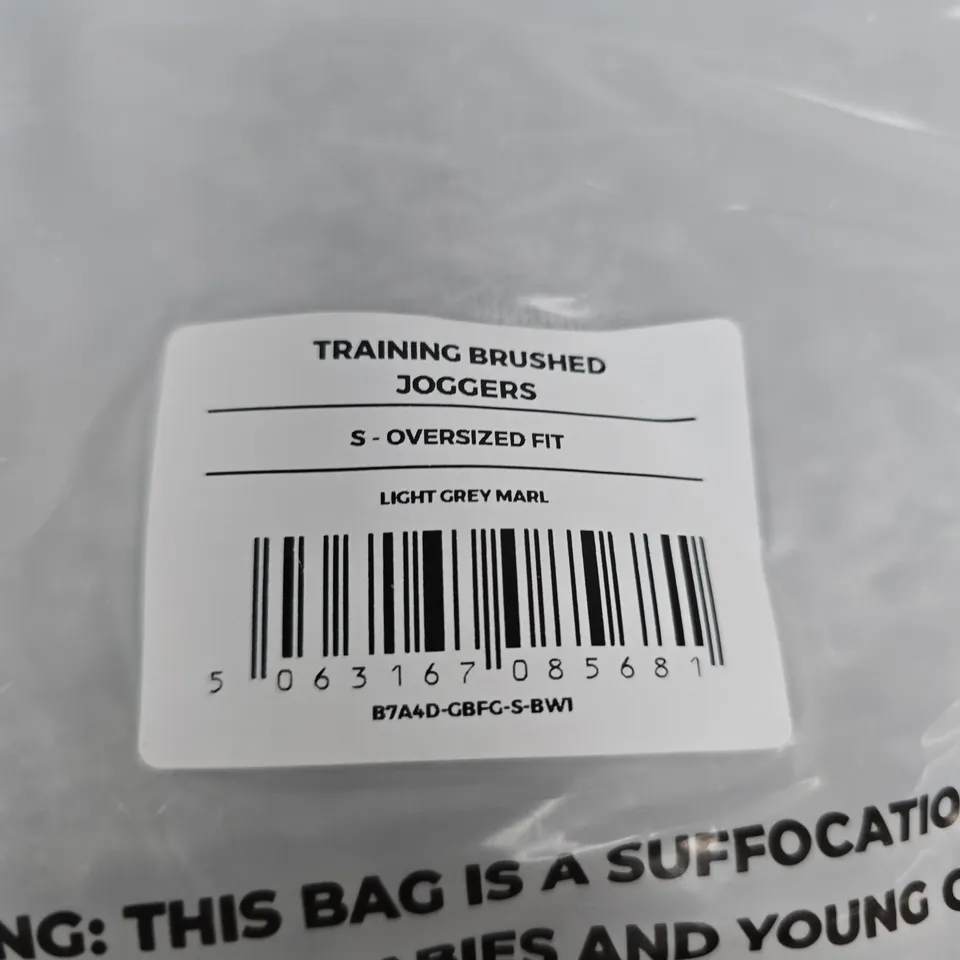 TRAINING BRUSHED
JOGGERS
S - OVERSIZED FIT
LIGHT GREY MARL
5 063167 085681
B7A4D-GBFG-S-BW1
NG: THIS BAG IS A SUFFOCATIO
ABIES AND YOUNG C